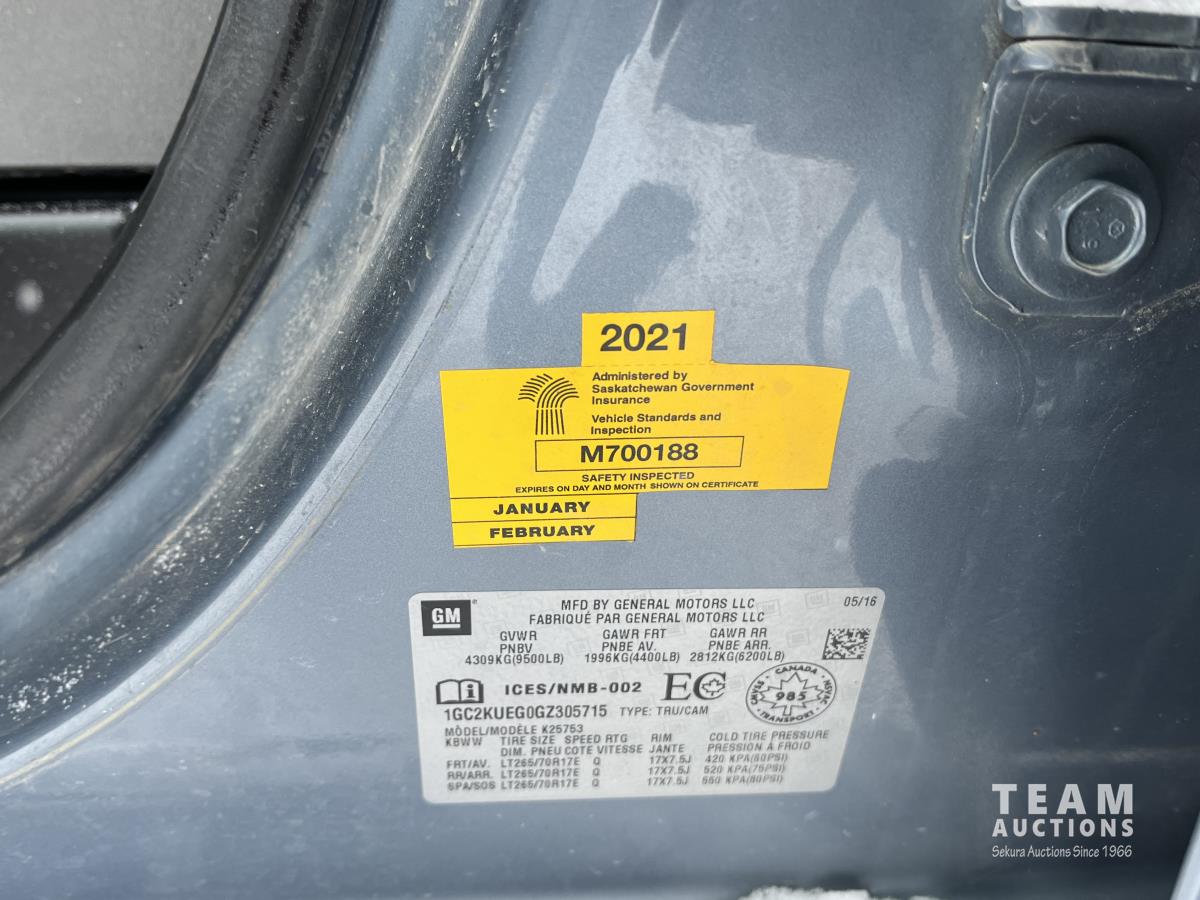 2021
Administered by
Saskatchewan Government
Insurance
Vehicle Standards and
Inspection
M700188
SAFETY INSPECTED
EXPIRES ON DAY AND MONTH SHOWN ON CERTIFICATE
JANUARY
FEBRUARY
GM
MFD BY GENERAL MOTORS LLC 05/16
FABRIQUÉ PAR GENERAL MOTORS LLC
GVWR GAWR FRT GAWR RR
PNBV PNBE AV. PNBE ARR.
4309KG(9500LB) 1996KG(4400LB) 2812KG(6200LB)
ICES/NMB-002 EC
CANADA
CMVSS 985 NSVAC
TRANSPORT
1GC2KUEG0GZ305715 TYPE: TRU/CAM
MODEL/MODÈLE K25753
KBWW TIRE SIZE SPEED RTG RIM COLD TIRE PRESSURE
DIM. PNEU COTE VITESSE JANTE PRESSION À FROID
FRT/AV. LT265/70R17E Q 17X7.5J 420 KPA(60PSI)
RR/ARR. LT265/70R17E Q 17X7.5J 520 KPA(75PSI)
SPA/SOS LT265/70R17E Q 17X7.5J 550 KPA(80PSI)
TEAM
AUCTIONS
Sekura Auctions Since 1966